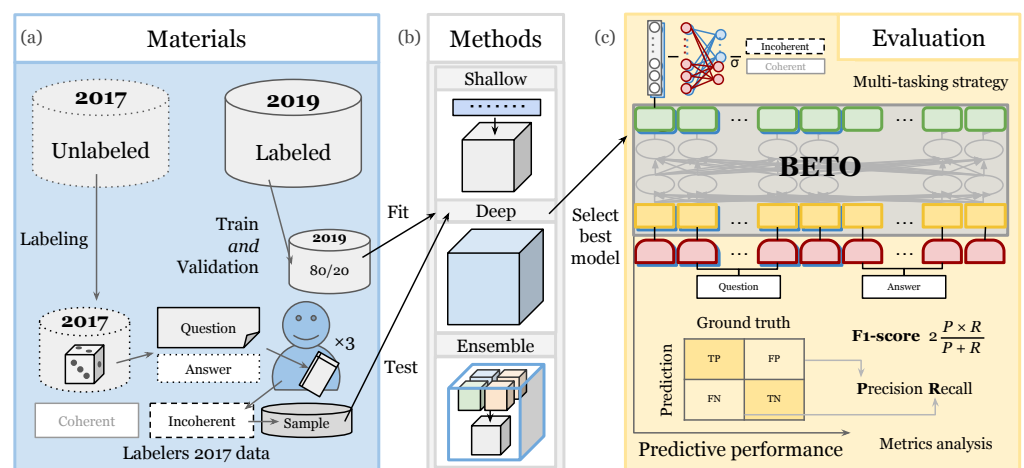 (a)
Materials
2017
Unlabeled
2019
Labeled
Labeling
Train
and
Validation
2019
80/20
2017
Question
Answer
×3
Coherent
Incoherent
Sample
Labelers 2017 data
Fit
Test
(b)
Methods
Shallow
Deep
Ensemble
Select
best
model
(c)
Evaluation
σ
Incoherent
Coherent
Multi-tasking strategy
...
...
BETO
...
...
...
...
Question
Answer
Ground truth
Prediction
TP
FP
FN
TN
F1-score 2 P × R
P + R
Precision Recall
Predictive performance
Metrics analysis